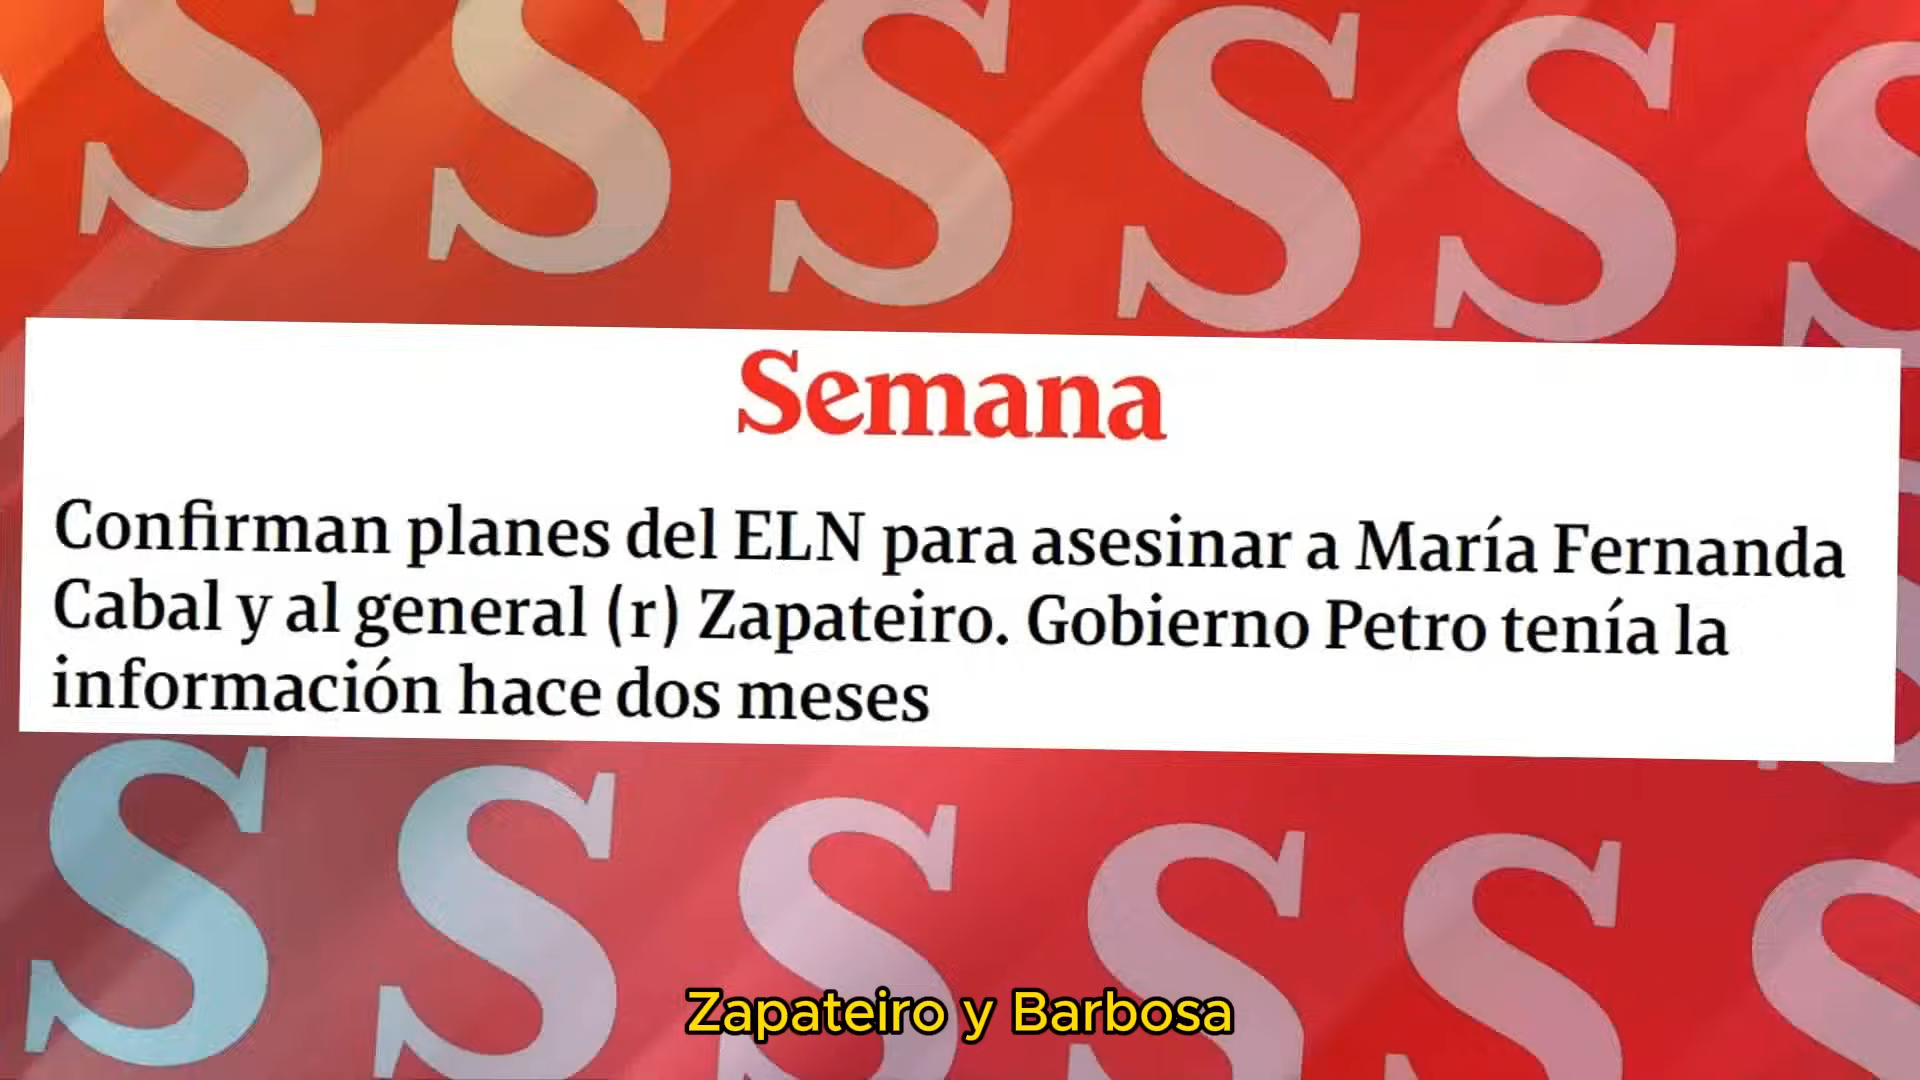 Semana
Confirman planes del ELN para asesinar a María Fernanda
Cabal y al general (r) Zapateiro. Gobierno Petro tenía la
información hace dos meses
Zapateiro y Barbosa